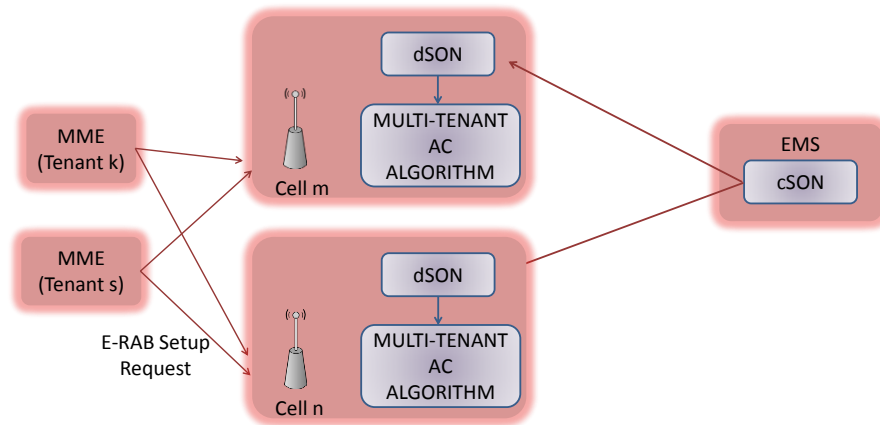 dSON
MULTI-TENANT
AC
ALGORITHM
Cell m
MME
(Tenant k)
EMS
cSON
MME
(Tenant s)
dSON
MULTI-TENANT
AC
ALGORITHM
E-RAB Setup
Request
Cell n